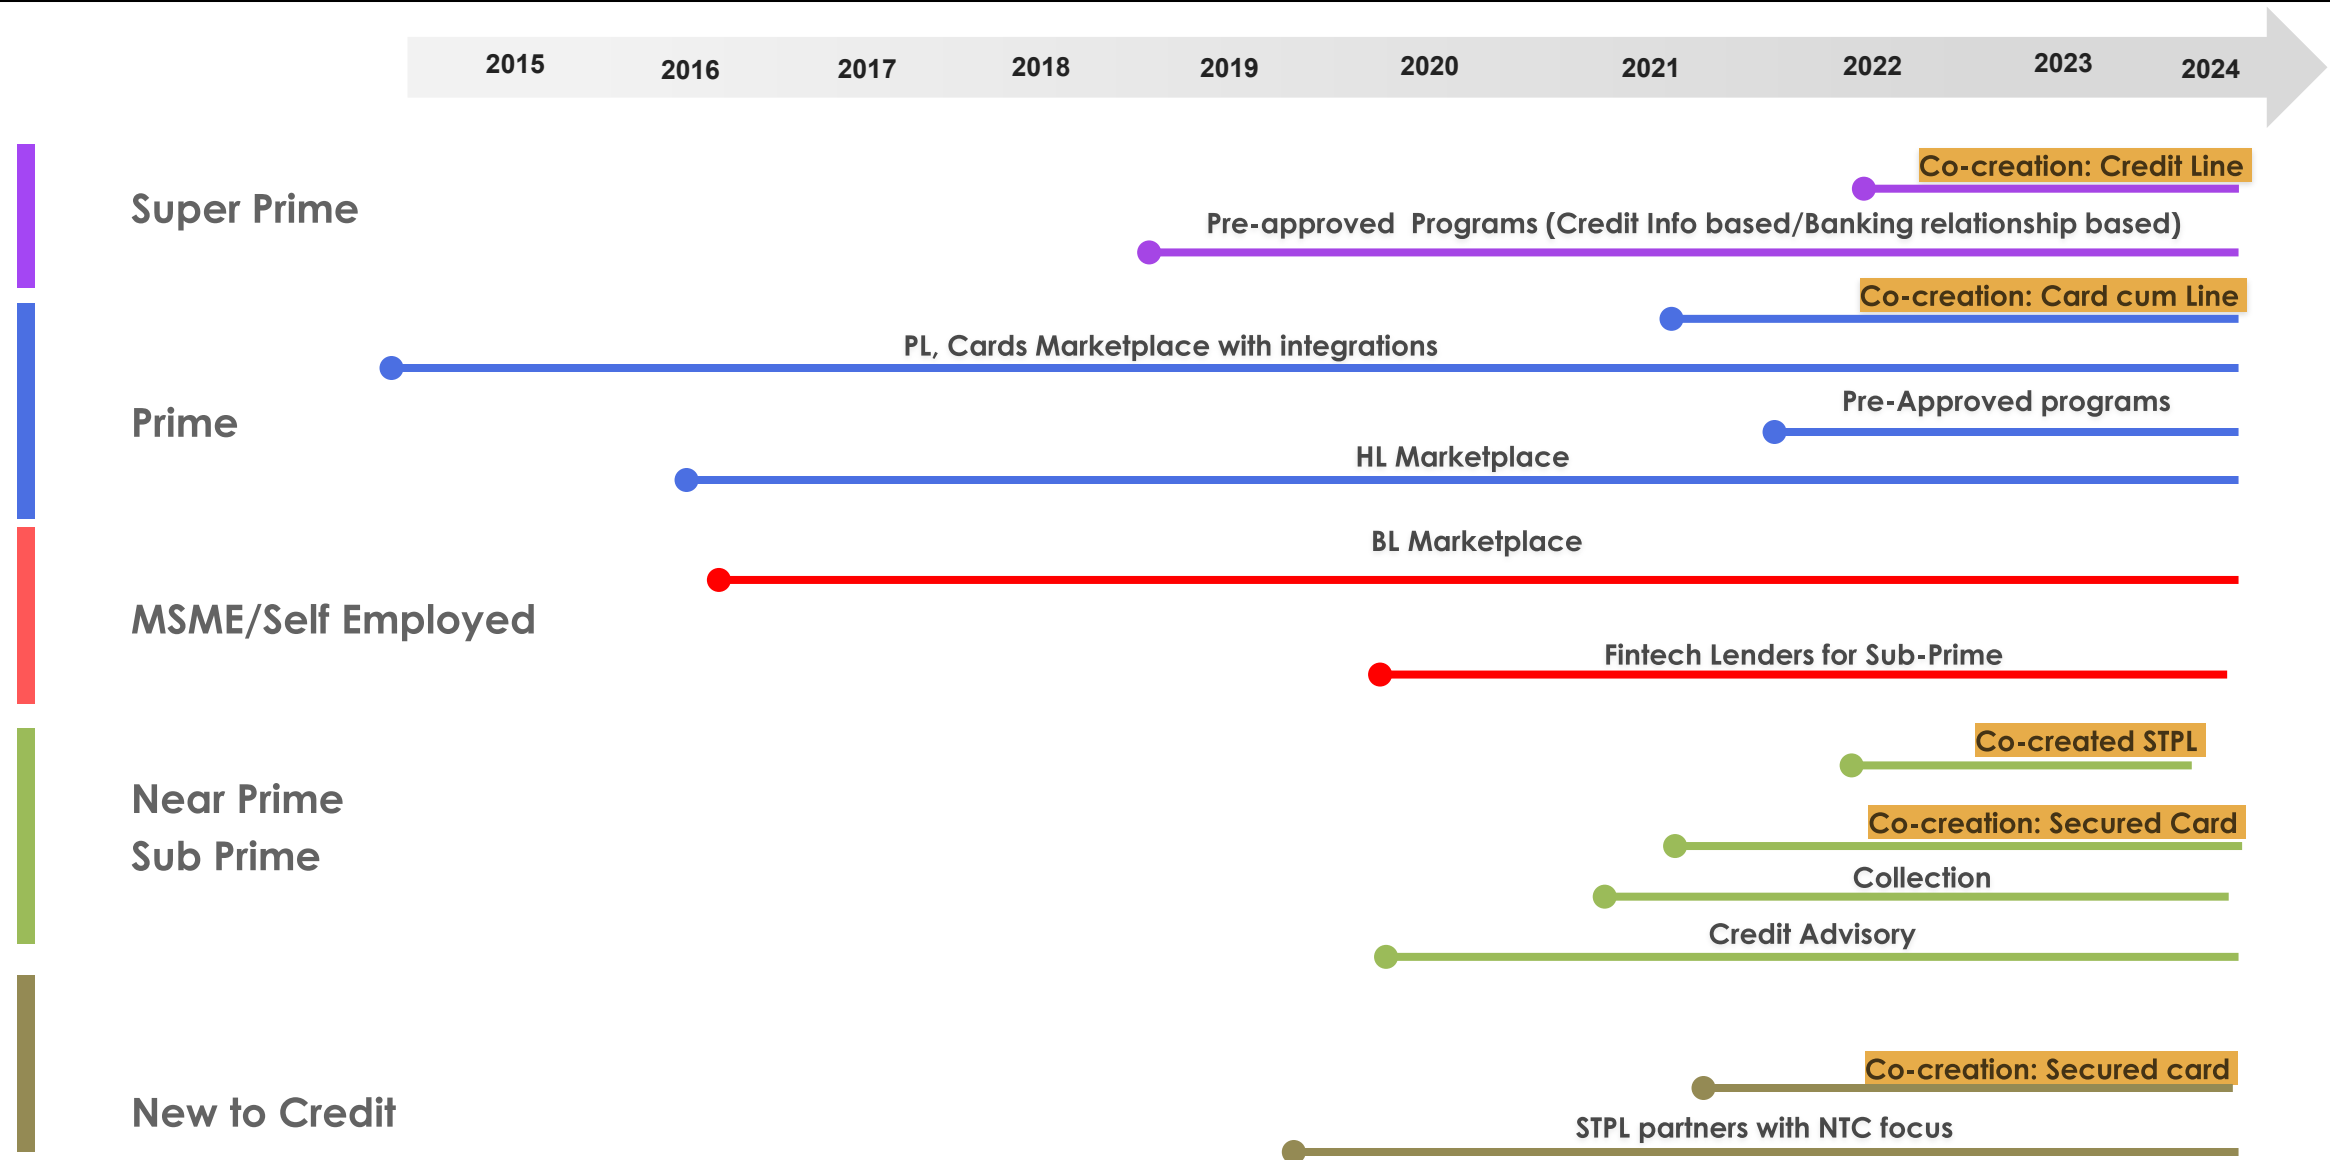 2015 2016 2017 2018 2019 2020 2021 2022 2023 2024
Co-creation: Credit Line
Super Prime
Pre-approved Programs (Credit Info based/Banking relationship based)
Co-creation: Card cum Line
PL, Cards Marketplace with integrations
Pre-Approved programs
Prime
HL Marketplace
BL Marketplace
MSME/Self Employed
Fintech Lenders for Sub-Prime
Co-created STPL
Near Prime
Co-creation: Secured Card
Sub Prime
Collection
Credit Advisory
Co-creation: Secured card
New to Credit
STPL partners with NTC focus